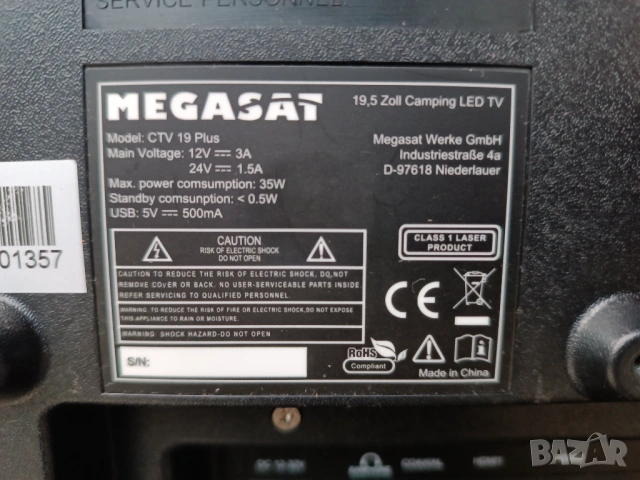 SERVICE PERSONNEL
MEGASAT
19,5 Zoll Camping LED TV
Model: CTV 19 Plus
Main Voltage: 12V ⎓ 3A
24V ⎓ 1.5A
Max. power comsumption: 35W
Standby comsunption: < 0.5W
USB: 5V ⎓ 500mA
Megasat Werke GmbH
Industriestraße 4a
D-97618 Niederlauer
01357
CAUTION
RISK OF ELECTRIC SHOCK
DO NOT OPEN
CLASS 1 LASER
PRODUCT
CAUTION TO REDUCE THE RISK OF ELECTRIC SHOCK, DO,NOT
REMOVE COVER/BACK. NO USER-SERVICEABLE PARTS INSIDE
REFER SERVICING TO QUALIFIED PERSONNEL.
WARNING: TO REDUCE THE RISK OF FIRE OR ELECTRIC SHOCK,DO NOT EXPOSE
THIS,APPLIANCE TO RAIN OR MOISTURE.
WARNING SHOCK HAZARD-DO NOT OPEN
CE
S/N:
RoHS
Compliant
Made in China
BAZAR